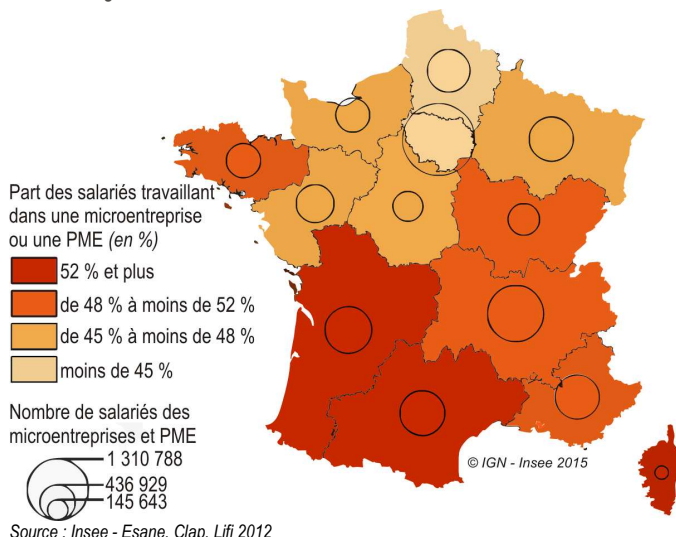 Part des salariés travaillant
dans une microentreprise
ou une PME (en %)
52 % et plus
de 48 % à moins de 52 %
de 45 % à moins de 48 %
moins de 45 %
Nombre de salariés des
microentreprises et PME
1 310 788
436 929
145 643
© IGN - Insee 2015
Source : Insee - Esane, Clap, Lifi 2012